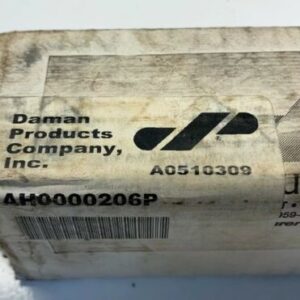 Daman
Products
Company,
Inc.
A0510309
AH0000206P